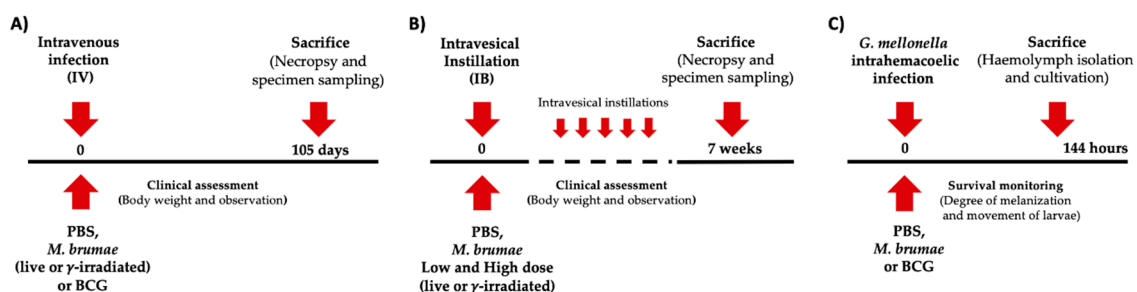 A)
Intravenous
infection
(IV)
Sacrifice
(Necropsy and
specimen sampling)
0
105 days
Clinical assessment
(Body weight and observation)
PBS,
M. brumae
(live or γ-irradiated)
or BCG
B)
Intravesical
Instillation
(IB)
Intravesical instillations
Sacrifice
(Necropsy and
specimen sampling)
0
7 weeks
Clinical assessment
(Body weight and observation)
PBS,
M. brumae
Low and High dose
(live or γ-irradiated)
C)
G. mellonella
intrahemacoelic
infection
Sacrifice
(Haemolymph isolation
and cultivation)
0
144 hours
Survival monitoring
(Degree of melanization
and movement of larvae)
PBS,
M. brumae
or BCG